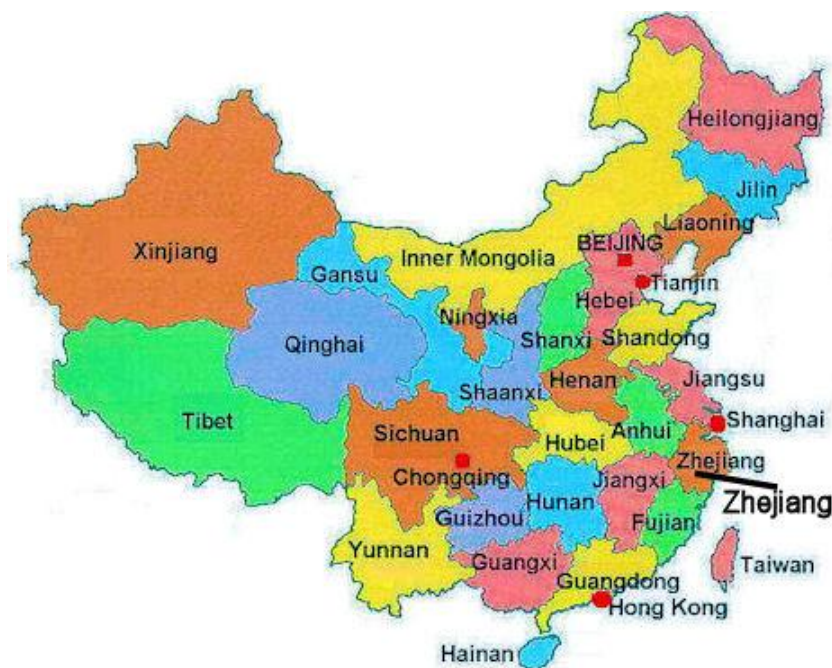 Heilongjiang
Jilin
Liaoning
Xinjiang
Inner Mongolia
BEIJING
Gansu
Tianjin
Hebei
Ningxia
Shanxi
Shandong
Qinghai
Henan
Jiangsu
Shaanxi
Tibet
Sichuan
Anhui
Shanghai
Hubei
Zhejiang
Chongqing
Jiangxi
Hunan
Zhejiang
Guizhou
Fujian
Yunnan
Guangxi
Taiwan
Guangdong
Hong Kong
Hainan